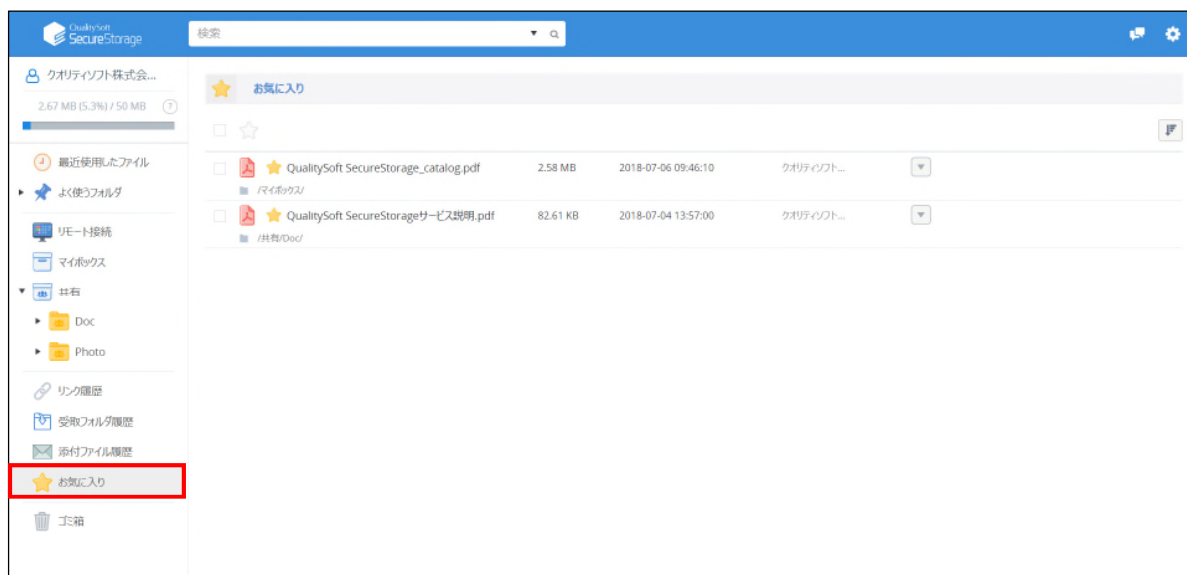 QualitySoft
SecureStorage
検索
クオリティソフト株式会...
2.67 MB (5.3%) / 50 MB ?
最近使用したファイル
よく使うフォルダ
リモート接続
マイボックス
共有
Doc
Photo
リンク履歴
受取フォルダ履歴
添付ファイル履歴
お気に入り
ゴミ箱
お気に入り
QualitySoft SecureStorage_catalog.pdf 2.58 MB 2018-07-06 09:46:10 クオリティソフト...
/マイボックス/
QualitySoft SecureStorageサービス説明.pdf 82.61 KB 2018-07-04 13:57:00 クオリティソフト...
/共有/Doc/